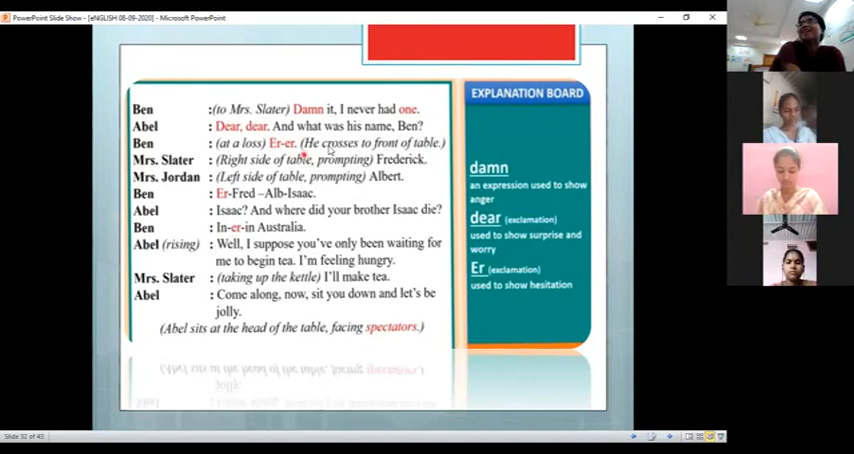 PowerPoint Slide Show - [eNGLISH 08-09-2020] - Microsoft PowerPoint
Ben :(to Mrs. Slater) Damn it, I never had one.
Abel : Dear, dear. And what was his name, Ben?
Ben : (at a loss) Er-er. (He crosses to front of table.)
Mrs. Slater : (Right side of table, prompting) Frederick.
Mrs. Jordan : (Left side of table, prompting) Albert.
Ben : Er-Fred –Alb-Isaac.
Abel : Isaac? And where did your brother Isaac die?
Ben : In-er-in Australia.
Abel (rising) : Well, I suppose you've only been waiting for
me to begin tea. I'm feeling hungry.
Mrs. Slater : (taking up the kettle) I'll make tea.
Abel : Come along, now, sit you down and let's be
jolly.
(Abel sits at the head of the table, facing spectators.)
EXPLANATION BOARD
damn
an expression used to show
anger
dear (exclamation)
used to show surprise and
worry
Er (exclamation)
used to show hesitation
Slide 32 of 43